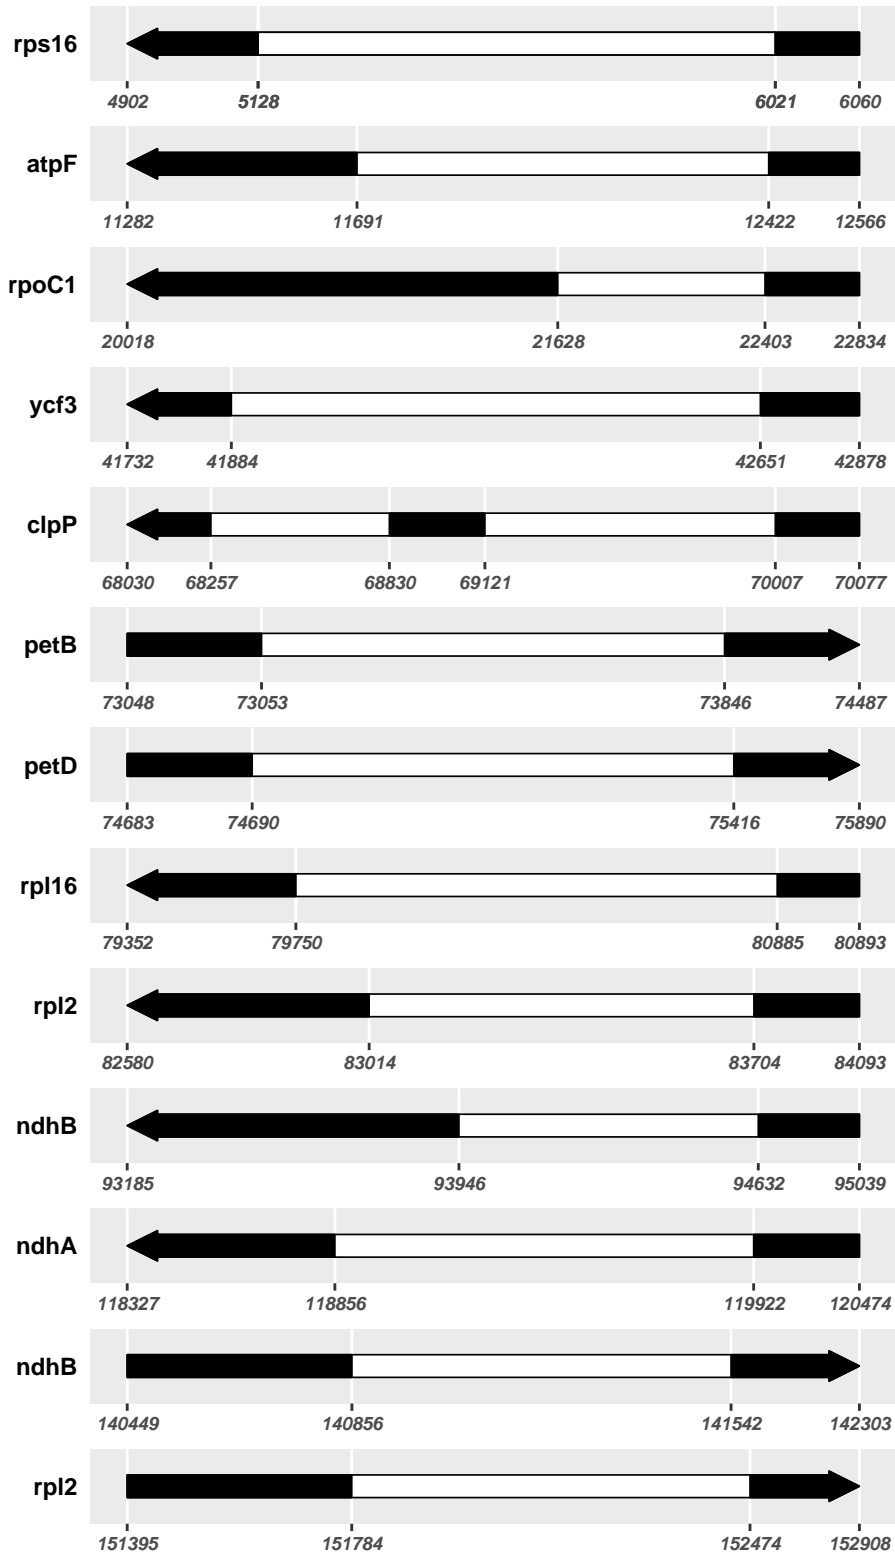 rps16
4902 5128 6021 6060
atpF
11282 11691 12422 12566
rpoC1
20018 21628 22403 22834
ycf3
41732 41884 42651 42878
clpP
68030 68257 68830 69121 70007 70077
petB
73048 73053 73846 74487
petD
74683 74690 75416 75890
rpl16
79352 79750 80885 80893
rpl2
82580 83014 83704 84093
ndhB
93185 93946 94632 95039
ndhA
118327 118856 119922 120474
ndhB
140449 140856 141542 142303
rpl2
151395 151784 152474 152908